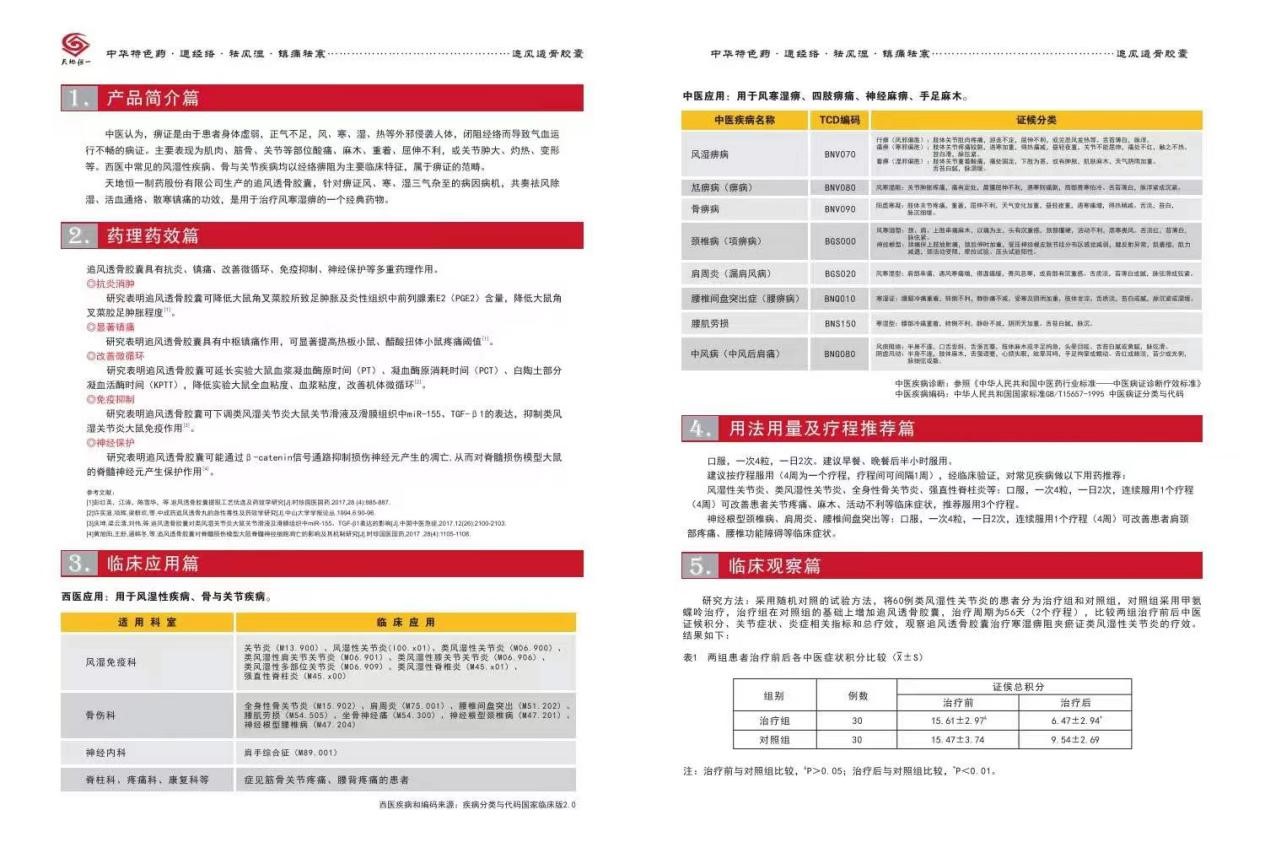 天地恒一
中华特色药·通经络·祛风湿·镇痛祛寒……………………………………追风透骨胶囊
1. 产品简介篇
中医认为，痹证是由于患者身体虚弱，正气不足，风、寒、湿、热等外邪侵袭人体，闭阻经络而导致气血运
行不畅的病证。主要表现为肌肉、筋骨、关节等部位酸痛、麻木、重着、屈伸不利，或关节肿大、灼热、变形
等。西医中常见的风湿性疾病、骨与关节疾病均以经络痹阻为主要临床特征，属于痹证的范畴。
天地恒一制药股份有限公司生产的追风透骨胶囊，针对痹证风、寒、湿三气杂至的病因病机，共奏祛风除
湿、活血通络、散寒镇痛的功效，是用于治疗风寒湿痹的一个经典药物。
2. 药理药效篇
追风透骨胶囊具有抗炎、镇痛、改善微循环、免疫抑制、神经保护等多重药理作用。
◎抗炎消肿
研究表明追风透骨胶囊可降低大鼠角叉菜胶所致足肿胀及炎性组织中前列腺素E2（PGE2）含量，降低大鼠角
叉菜胶足肿胀程度[1]。
◎显著镇痛
研究表明追风透骨胶囊具有中枢镇痛作用，可显著提高热板小鼠、醋酸扭体小鼠疼痛阈值[1]。
◎改善微循环
研究表明追风透骨胶囊可延长实验大鼠血浆凝血酶原时间（PT）、凝血酶原消耗时间（PCT）、白陶土部分
凝血活酶时间（KPTT），降低实验大鼠全血粘度、血浆粘度，改善机体微循环[2]。
◎免疫抑制
研究表明追风透骨胶囊可下调类风湿关节炎大鼠关节滑液及滑膜组织中miR-155、TGF-β1的表达，抑制类风
湿关节炎大鼠免疫作用[3]。
◎神经保护
研究表明追风透骨胶囊可能通过β-catenin信号通路抑制损伤神经元产生的凋亡.从而对脊髓损伤模型大鼠
的脊髓神经元产生保护作用[4]。
参考文献：
[1]彭红英，江涛，陈雪华，等.追风透骨胶囊提取工艺优选及药效学研究[J].时珍国医国药,2017,28 (4):885-887.
[2]许实波,项辉,梁群欢,等.中成药追风透骨丸的急性毒性及药效学研究[J].中山大学学报论丛.1994.6:90-96.
[3]吴坤,梁云清,刘伟,等.追风透骨胶囊对类风湿关节炎大鼠关节滑液及滑膜组织中miR-155、TGF-β1表达的影响[J].中国中医急症,2017.12(26):2100-2103.
[4]黄旭阳,王舒,潘韩冬,等.追风透骨胶囊对脊髓损伤模型大鼠脊髓神经细胞凋亡的影响及其机制研究[J].时珍国医国药,2017 ,28(4):1105-1108.
3. 临床应用篇
西医应用：用于风湿性疾病、骨与关节疾病。
适 用 科 室 临 床 应 用
风湿免疫科
关节炎（M13.900）、风湿性关节炎(I00.x01)、类风湿性关节炎（M06.900）、
类风湿性肩关节关节炎（M06.901）、类风湿性膝关节关节炎（M06.906）、
类风湿性多部位关节炎（M06.909）、类风湿性脊椎炎（M45.x01）、
强直性脊柱炎（M45.x00）
骨伤科
全身性骨关节炎（M15.902）、肩周炎（M75.001）、腰椎间盘突出（M51.202）、
腰肌劳损（M54.505）、坐骨神经痛（M54.300）、神经根型颈椎病（M47.201）、
神经根型腰椎病（M47.204）
神经内科 肩手综合征（M89.001）
脊柱科、疼痛科、康复科等 症见筋骨关节疼痛、腰背疼痛的患者
西医疾病和编码来源：疾病分类与代码国家临床版2.0
中华特色药·通经络·祛风湿·镇痛祛寒……………………………………追风透骨胶囊
中医应用：用于风寒湿痹、四肢痹痛、神经麻痹、手足麻木。
中医疾病名称 TCD编码 证候分类
风湿痹病 BNV070
尪痹病（痹病） BNV080
骨痹病 BNV090
颈椎病（项痹病） BGS000
肩周炎（漏肩风病） BGS020
腰椎间盘突出症（腰痹病） BNQ010
腰肌劳损 BNS150
中风病（中风后肩痛） BNG080
中医疾病诊断：参照《中华人民共和国中医药行业标准——中医病证诊断疗效标准》
中医疾病编码：中华人民共和国国家标准GB/T15657-1995 中医病证分类与代码
4. 用法用量及疗程推荐篇
口服，一次4粒，一日2次。建议早餐、晚餐后半小时服用。
建议按疗程服用（4周为一个疗程，疗程间可间隔1周），经临床验证，对常见疾病做以下用药推荐：
风湿性关节炎、类风湿性关节炎、全身性骨关节炎、强直性脊柱炎等：口服，一次4粒，一日2次，连续服用1个疗程
（4周）可改善患者关节疼痛、麻木、活动不利等临床症状，推荐服用3个疗程。
神经根型颈椎病、肩周炎、腰椎间盘突出等：口服，一次4粒，一日2次，连续服用1个疗程（4周）可改善患者肩颈
部疼痛、腰椎功能障碍等临床症状。
5. 临床观察篇
研究方法：采用随机对照的试验方法，将60例类风湿性关节炎的患者分为治疗组和对照组，对照组采用甲氨
蝶呤治疗，治疗组在对照组的基础上增加追风透骨胶囊，治疗周期为56天（2个疗程），比较两组治疗前后中医
证候积分、关节症状、炎症相关指标和总疗效，观察追风透骨胶囊治疗寒湿痹阻夹瘀证类风湿性关节炎的疗效。
结果如下：
表1 两组患者治疗前后各中医症状积分比较（X̄±S）
组别 例数 证候总积分
治疗前 治疗后
治疗组 30 15.61±2.97△ 6.47±2.94*
对照组 30 15.47±3.74 9.54±2.69
注：治疗前与对照组比较，△P>0.05；治疗后与对照组比较，*P<0.01。